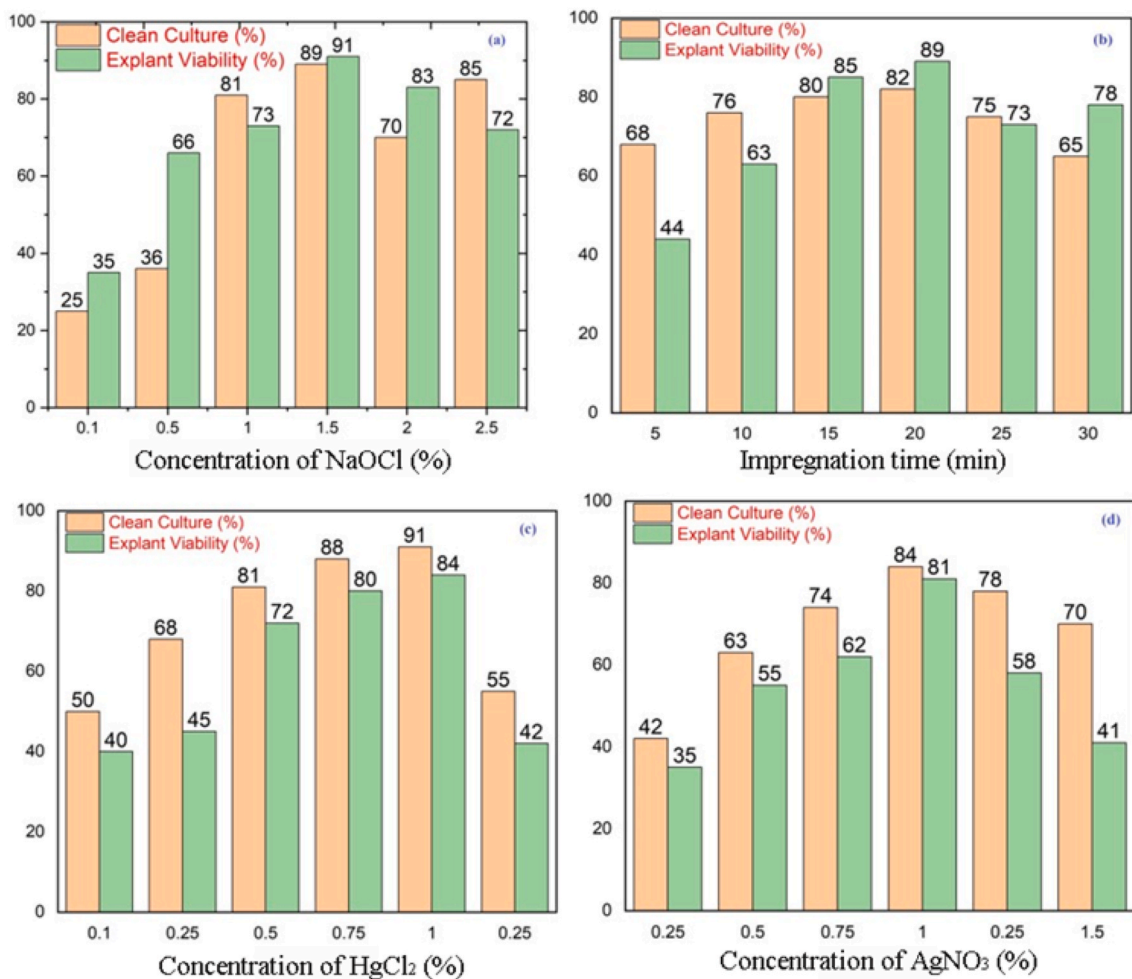 100
80
60
40
20
0
Clean Culture (%)
Explant Viability (%)
(a)
25 35 36 66 81 73 89 91 70 83 85 72
0.1 0.5 1 1.5 2 2.5
Concentration of NaOCl (%)
100
80
60
40
20
0
Clean Culture (%)
Explant Viability (%)
(b)
68 44 76 63 80 85 82 89 75 73 65 78
5 10 15 20 25 30
Impregnation time (min)
100
80
60
40
20
0
Clean Culture (%)
Explant Viability (%)
(c)
50 40 68 45 81 72 88 80 91 84 55 42
0.1 0.25 0.5 0.75 1 0.25
Concentration of HgCl₂ (%)
100
80
60
40
20
0
Clean Culture (%)
Explant Viability (%)
(d)
42 35 63 55 74 62 84 81 78 58 70 41
0.25 0.5 0.75 1 0.25 1.5
Concentration of AgNO₃ (%)